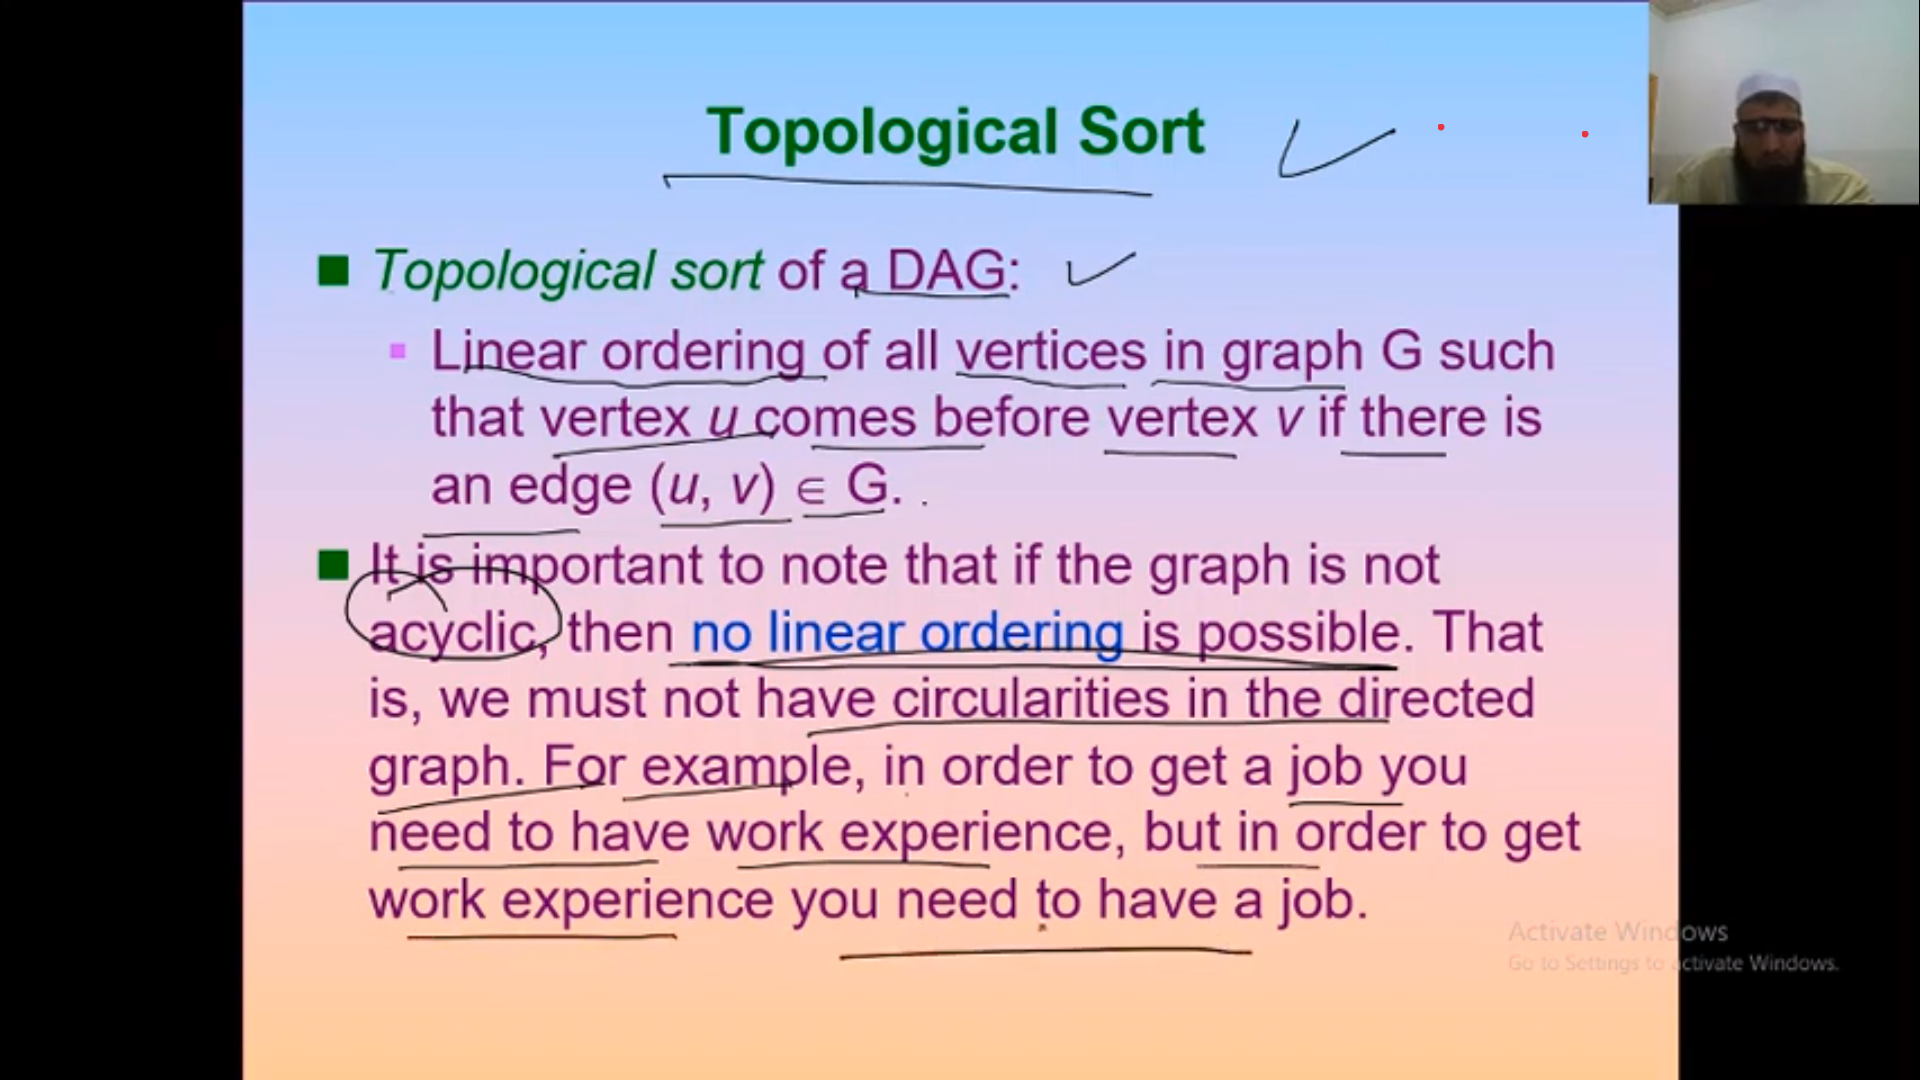 Topological Sort
Topological sort of a DAG:
Linear ordering of all vertices in graph G such
that vertex u comes before vertex v if there is
an edge (u, v) ∈ G.
It is important to note that if the graph is not
acyclic, then no linear ordering is possible. That
is, we must not have circularities in the directed
graph. For example, in order to get a job you
need to have work experience, but in order to get
work experience you need to have a job.
Activate Windows
Go to Settings to activate Windows.